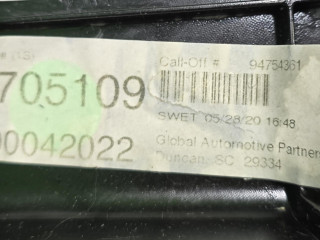 Call-Off # 94754361
705109
SWET 05/28/20 16:48
00042022
Global Automotive Partners
Duncan, SC 29334